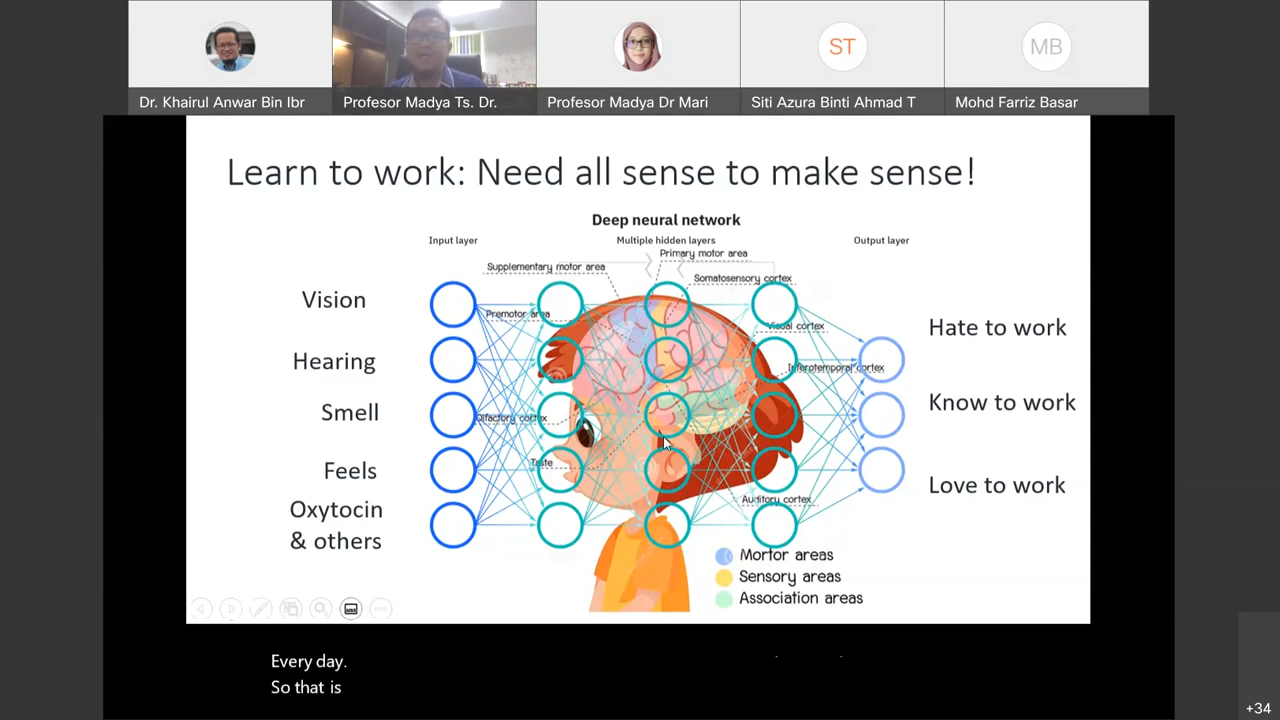 ST
MB
Dr. Khairul Anwar Bin Ibr
Profesor Madya Ts. Dr.
Profesor Madya Dr Mari
Siti Azura Binti Ahmad T
Mohd Farriz Basar
Learn to work: Need all sense to make sense!
Deep neural network
Input layer
Multiple hidden layers
Output layer
Primary motor area
Supplementary motor area
Somatosensory cortex
Vision
Premotor area
Visual cortex
Hate to work
Hearing
Inferotemporal cortex
Smell
Olfactory cortex
Know to work
Feels
Taste
Love to work
Auditory cortex
Oxytocin
& others
Mortor areas
Sensory areas
Association areas
Every day.
So that is
+34